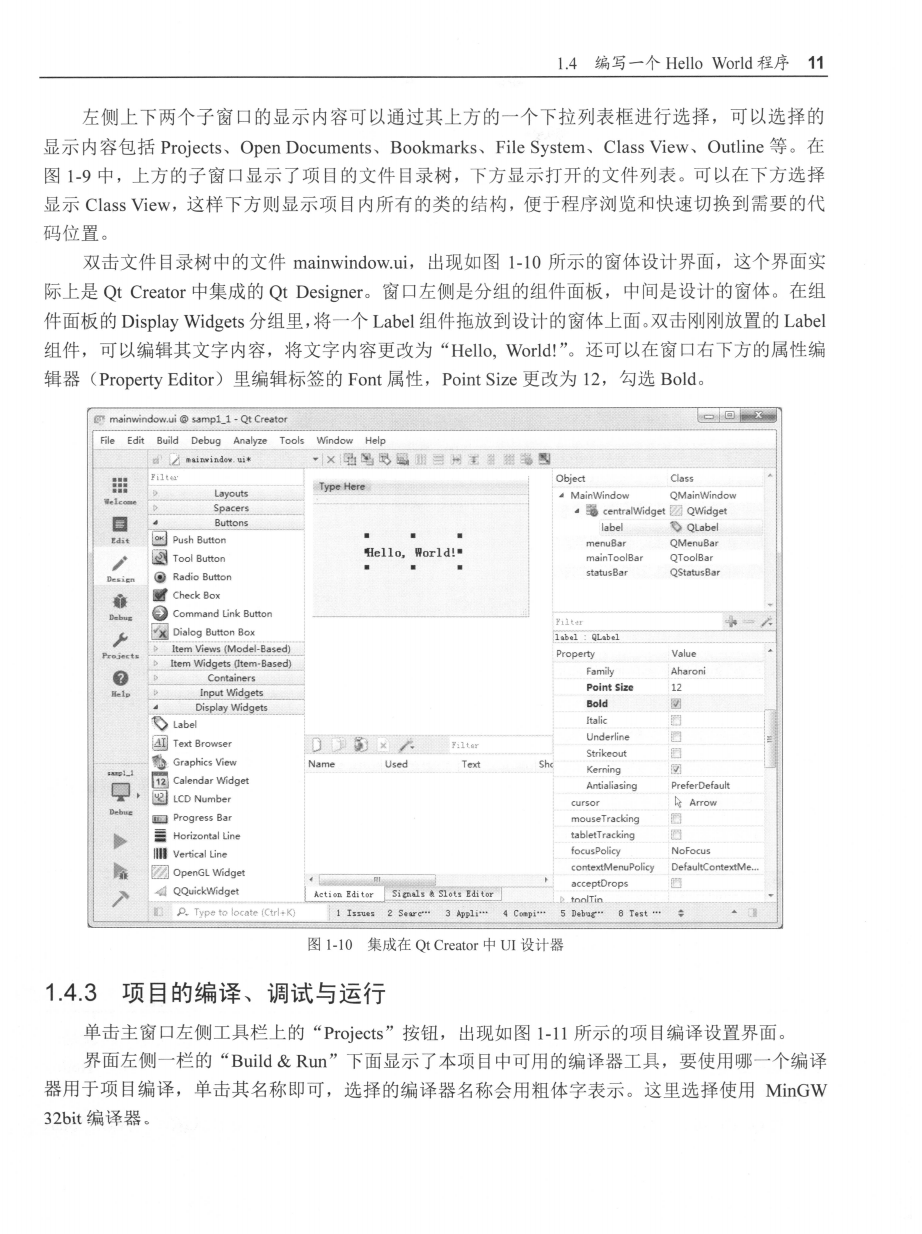 1.4 编写一个 Hello World 程序 11
左侧上下两个子窗口的显示内容可以通过其上方的一个下拉列表框进行选择，可以选择的
显示内容包括 Projects、Open Documents、Bookmarks、File System、Class View、Outline 等。在
图 1-9 中，上方的子窗口显示了项目的文件目录树，下方显示打开的文件列表。可以在下方选择
显示 Class View，这样下方则显示项目内所有的类的结构，便于程序浏览和快速切换到需要的代
码位置。
双击文件目录树中的文件 mainwindow.ui，出现如图 1-10 所示的窗体设计界面，这个界面实
际上是 Qt Creator 中集成的 Qt Designer。窗口左侧是分组的组件面板，中间是设计的窗体。在组
件面板的 Display Widgets 分组里，将一个 Label 组件拖放到设计的窗体上面。双击刚刚放置的 Label
组件，可以编辑其文字内容，将文字内容更改为“Hello, World!”。还可以在窗口右下方的属性编
辑器（Property Editor）里编辑标签的 Font 属性，Point Size 更改为 12，勾选 Bold。
mainwindow.ui @ samp1_1 - Qt Creator
File Edit Build Debug Analyze Tools Window Help
mainwindow.ui*
Welcome
Edit
Design
Debug
Projects
Help
samp1_1
Debug
Filter
Layouts
Spacers
Buttons
Push Button
Tool Button
Radio Button
Check Box
Command Link Button
Dialog Button Box
Item Views (Model-Based)
Item Widgets (Item-Based)
Containers
Input Widgets
Display Widgets
Label
Text Browser
Graphics View
Calendar Widget
LCD Number
Progress Bar
Horizontal Line
Vertical Line
OpenGL Widget
QQuickWidget
Type Here
Hello, World!
Filter
Name Used Text Sho
Action Editor Signals & Slots Editor
Object Class
MainWindow QMainWindow
centralWidget QWidget
label QLabel
menuBar QMenuBar
mainToolBar QToolBar
statusBar QStatusBar
Filter
label : QLabel
Property Value
Family Aharoni
Point Size 12
Bold
Italic
Underline
Strikeout
Kerning
Antialiasing PreferDefault
cursor Arrow
mouseTracking
tabletTracking
focusPolicy NoFocus
contextMenuPolicy DefaultContextMe...
acceptDrops
toolTip
Type to locate (Ctrl+K) 1 Issues 2 Searc… 3 Appli… 4 Compi… 5 Debug… 8 Test …
图 1-10 集成在 Qt Creator 中 UI 设计器
1.4.3 项目的编译、调试与运行
单击主窗口左侧工具栏上的“Projects”按钮，出现如图 1-11 所示的项目编译设置界面。
界面左侧一栏的“Build & Run”下面显示了本项目中可用的编译器工具，要使用哪一个编译
器用于项目编译，单击其名称即可，选择的编译器名称会用粗体字表示。这里选择使用 MinGW
32bit 编译器。